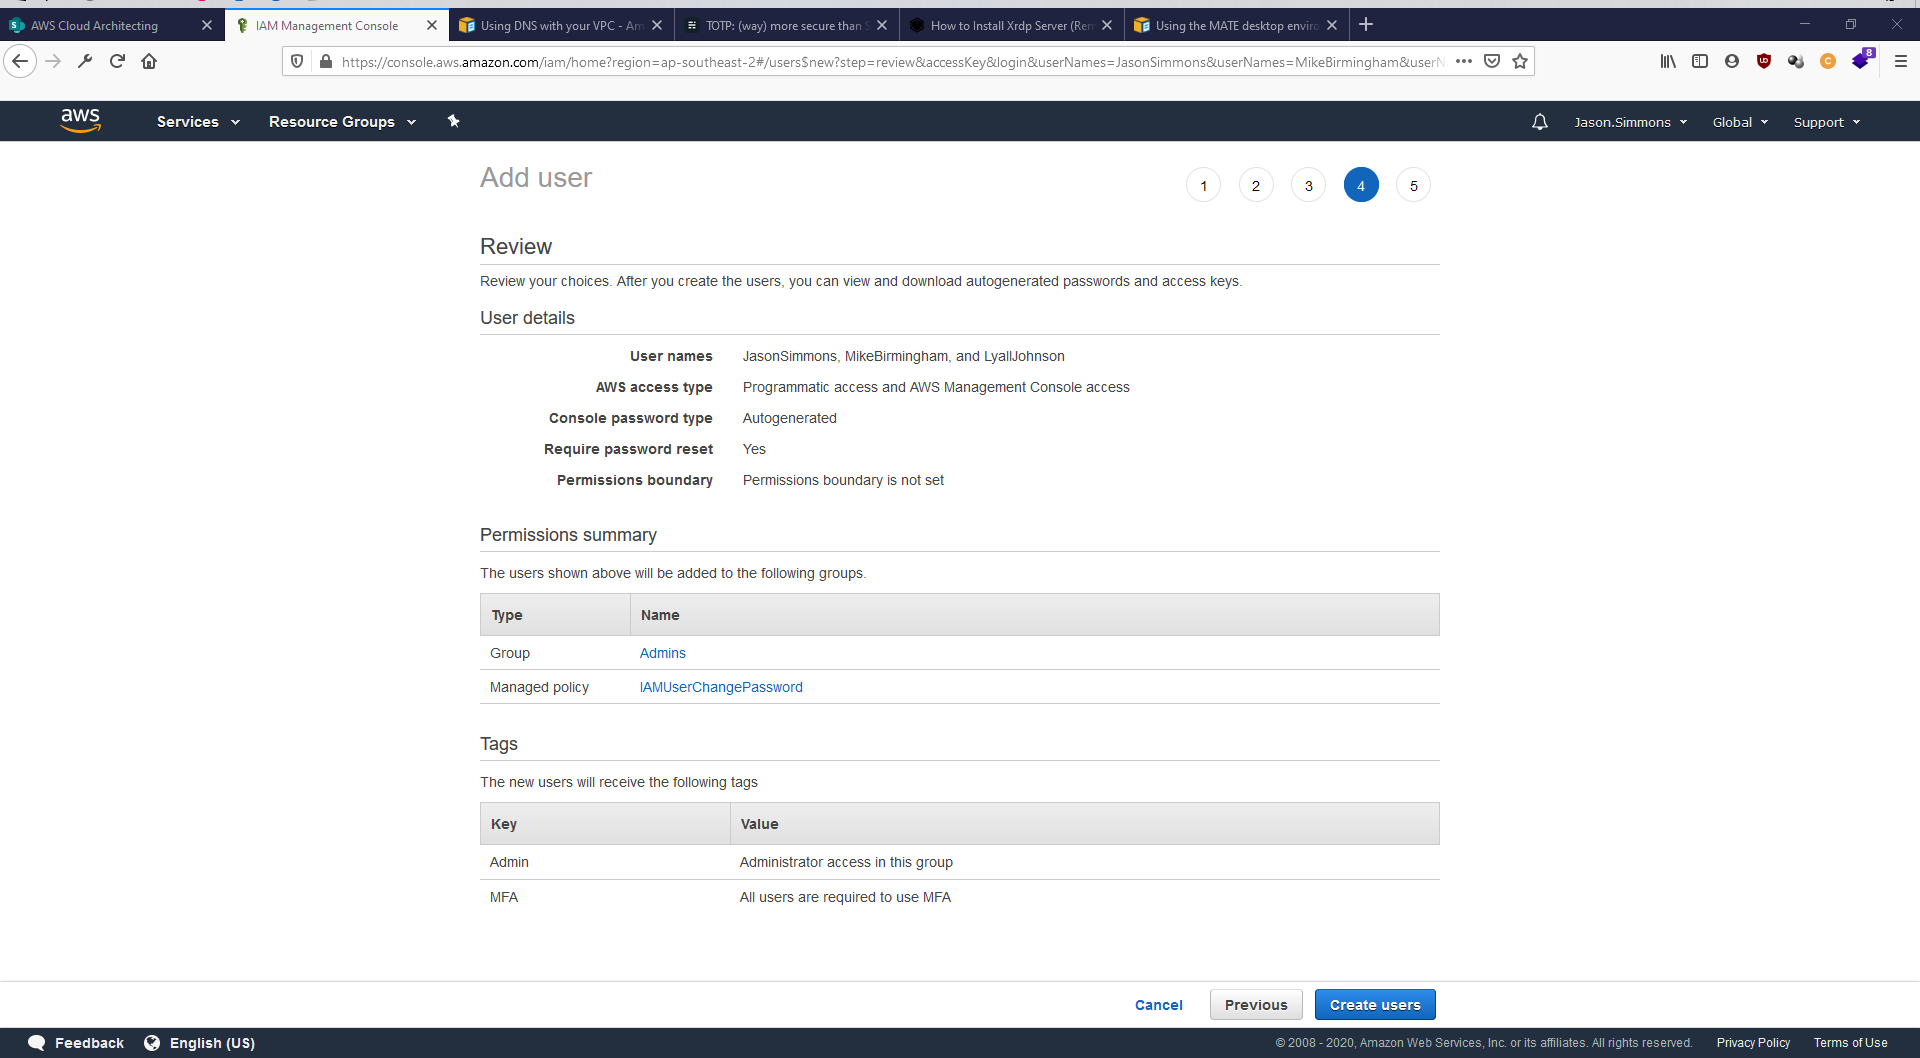 AWS Cloud Architecting
IAM Management Console
Using DNS with your VPC - Am
TOTP: (way) more secure than S
How to Install Xrdp Server (Rem
Using the MATE desktop enviro
https://console.aws.amazon.com/iam/home?region=ap-southeast-2#/users$new?step=review&accessKey&login&userNames=JasonSimmons&userNames=MikeBirmingham&userN
8
aws
Services
Resource Groups
Jason.Simmons
Global
Support
Add user
1
2
3
4
5
Review
Review your choices. After you create the users, you can view and download autogenerated passwords and access keys.
User details
User names JasonSimmons, MikeBirmingham, and LyallJohnson
AWS access type Programmatic access and AWS Management Console access
Console password type Autogenerated
Require password reset Yes
Permissions boundary Permissions boundary is not set
Permissions summary
The users shown above will be added to the following groups.
Type Name
Group Admins
Managed policy IAMUserChangePassword
Tags
The new users will receive the following tags
Key Value
Admin Administrator access in this group
MFA All users are required to use MFA
Cancel
Previous
Create users
Feedback
English (US)
© 2008 - 2020, Amazon Web Services, Inc. or its affiliates. All rights reserved.
Privacy Policy
Terms of Use